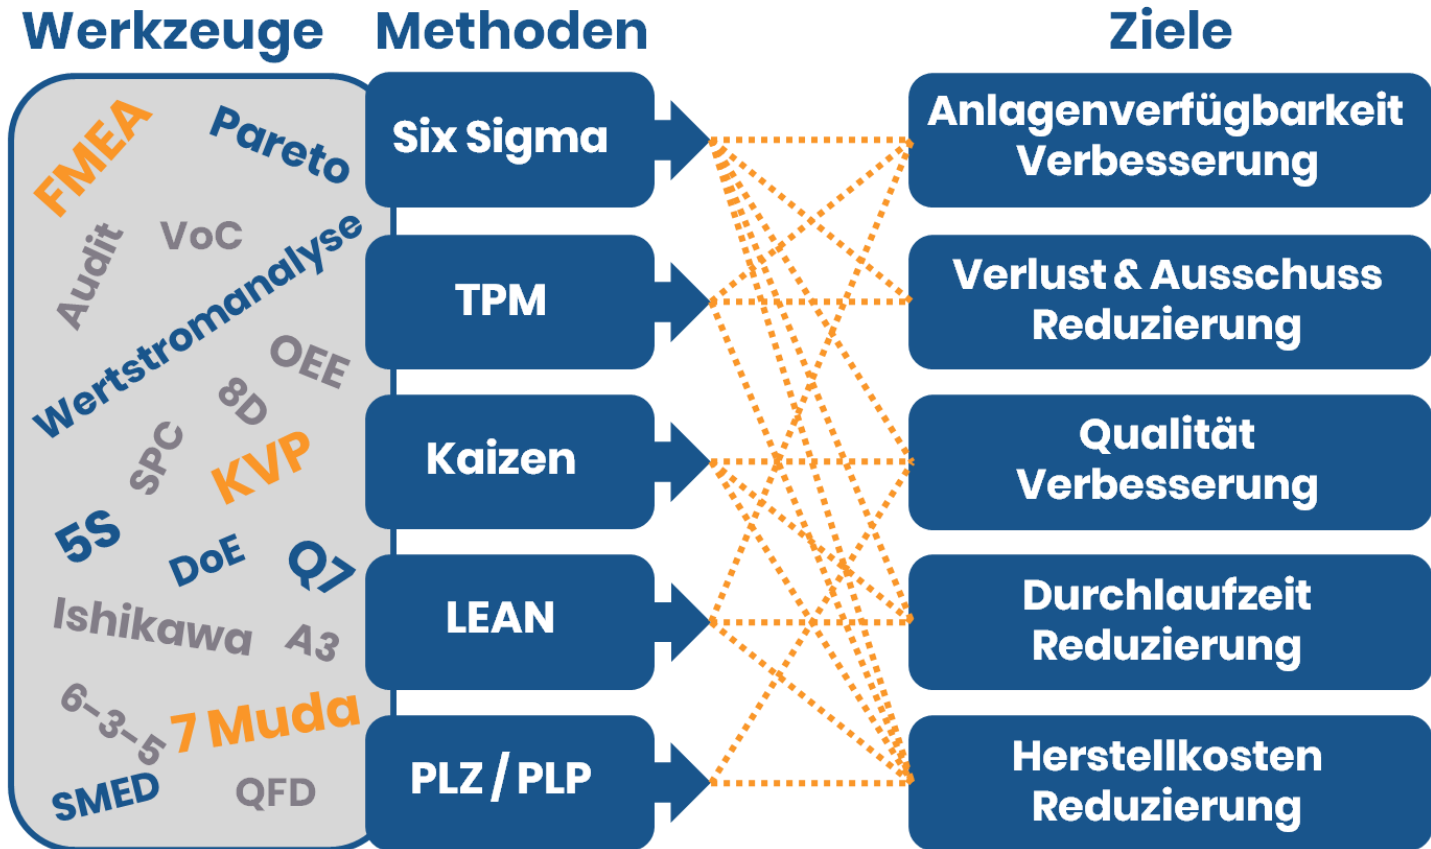 Werkzeuge
Methoden
Ziele
FMEA
Pareto
Audit
VoC
Wertstromanalyse
OEE
8D
SPC
KVP
5S
DoE
Q7
Ishikawa
A3
6-3-5
7 Muda
SMED
QFD
Six Sigma
TPM
Kaizen
LEAN
PLZ / PLP
Anlagenverfügbarkeit
Verbesserung
Verlust & Ausschuss
Reduzierung
Qualität
Verbesserung
Durchlaufzeit
Reduzierung
Herstellkosten
Reduzierung